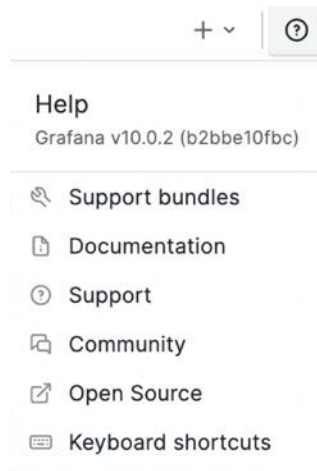 Help
Grafana v10.0.2 (b2bbe10fbc)
Support bundles
Documentation
Support
Community
Open Source
Keyboard shortcuts